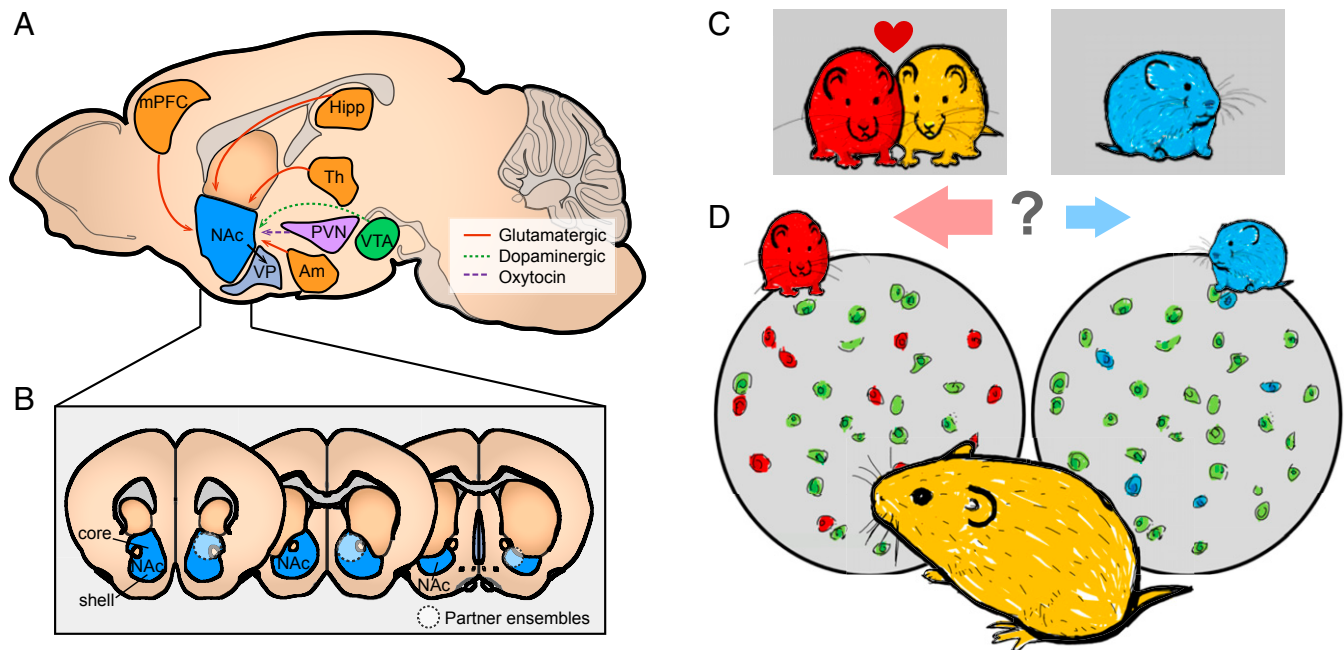 A
mPFC
Hipp
Th
NAc
PVN
VTA
VP
Am
Glutamatergic
Dopaminergic
Oxytocin
B
core
NAc
shell
NAc
NAc
Partner ensembles
C
?
D